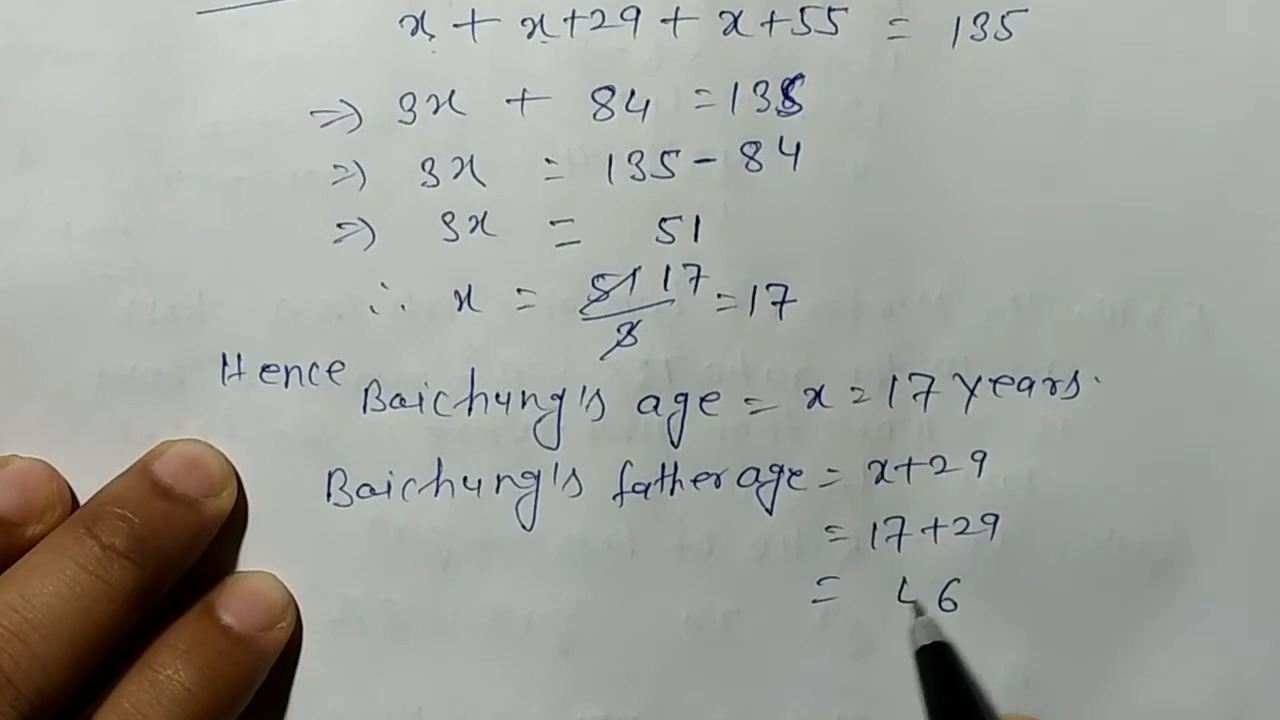 x + x+29 + x+55 = 135
⇒ 3x + 84 = 135
⇒ 3x = 135 - 84
⇒ 3x = 51
∴ x = 51/3 17 = 17
Hence
Baichung's age = x = 17 years.
Baichung's father age = x+29
= 17+29
= 46